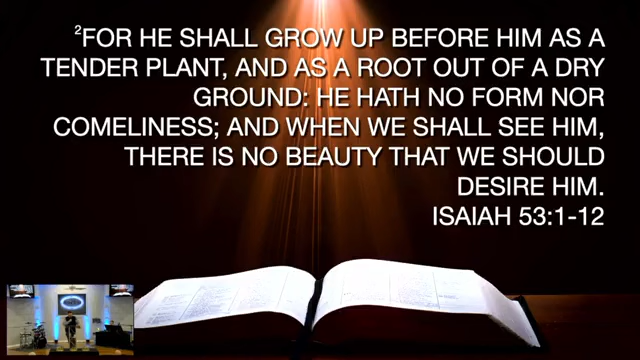 ²FOR HE SHALL GROW UP BEFORE HIM AS A
TENDER PLANT, AND AS A ROOT OUT OF A DRY
GROUND: HE HATH NO FORM NOR
COMELINESS; AND WHEN WE SHALL SEE HIM,
THERE IS NO BEAUTY THAT WE SHOULD
DESIRE HIM.
ISAIAH 53:1-12